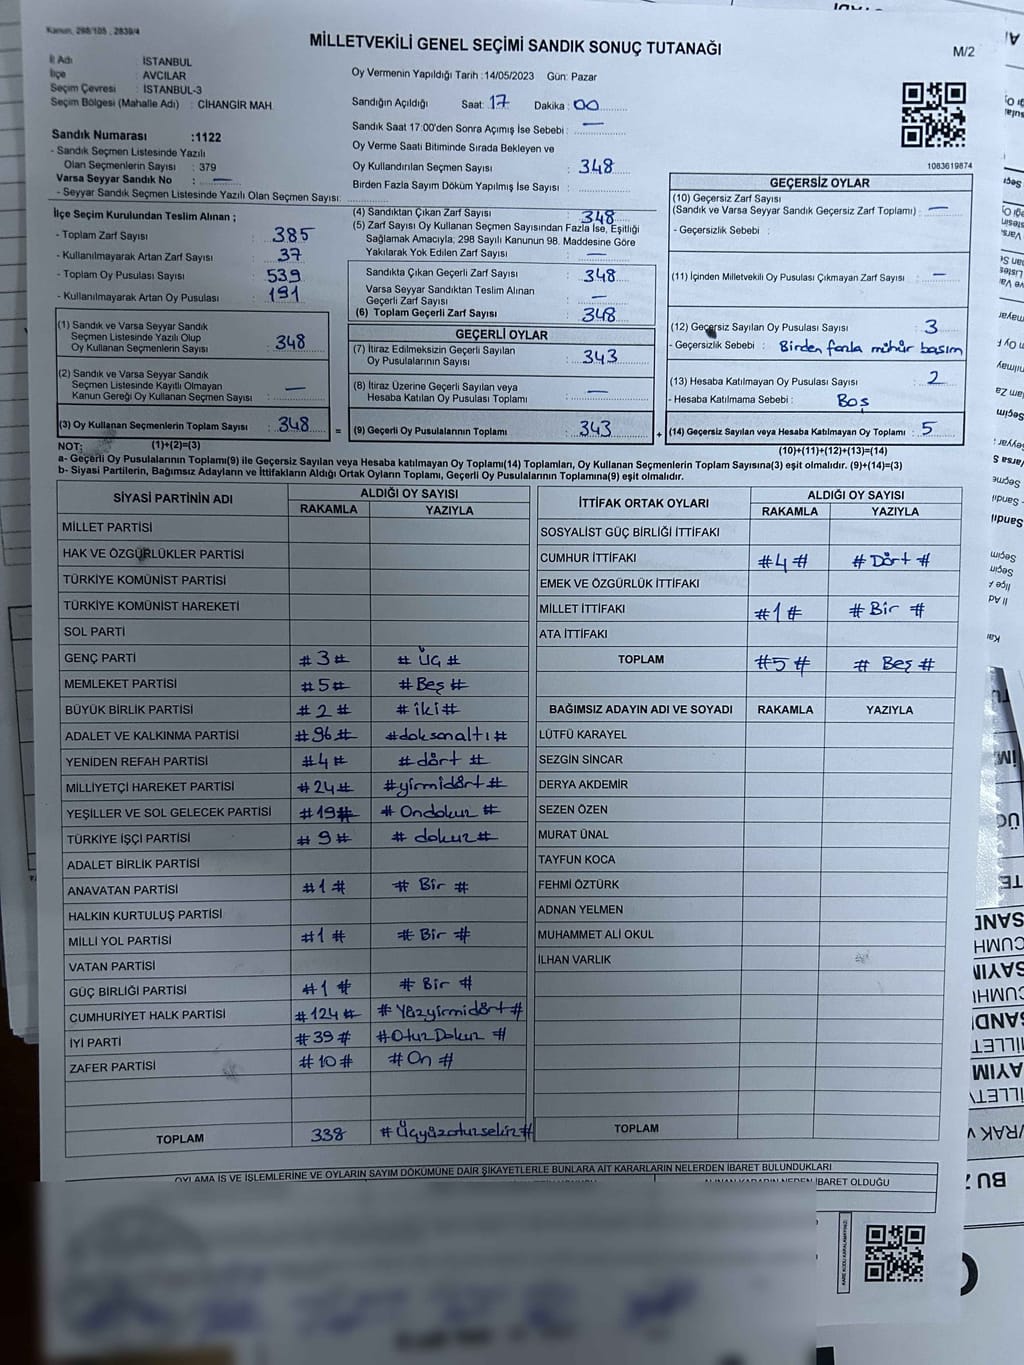 Kanun, 298/105 , 2839/4
MİLLETVEKİLİ GENEL SEÇİMİ SANDIK SONUÇ TUTANAĞI
M/2
İl Adı : İSTANBUL
İlçe : AVCILAR
Seçim Çevresi : İSTANBUL-3
Seçim Bölgesi (Mahalle Adı) : CİHANGİR MAH.
Sandık Numarası :1122
- Sandık Seçmen Listesinde Yazılı
Olan Seçmenlerin Sayısı : 379
Varsa Seyyar Sandık No : —
- Seyyar Sandık Seçmen Listesinde Yazılı Olan Seçmen Sayısı:
Oy Vermenin Yapıldığı Tarih :14/05/2023 Gün: Pazar
Sandığın Açıldığı Saat: 17 Dakika : 00
Sandık Saat 17:00'den Sonra Açımış İse Sebebi : —
Oy Verme Saati Bitiminde Sırada Bekleyen ve
Oy Kullandırılan Seçmen Sayısı : 348
Birden Fazla Sayım Döküm Yapılmış İse Sayısı :
1083619874
İlçe Seçim Kurulundan Teslim Alınan ;
- Toplam Zarf Sayısı : 385
- Kullanılmayarak Artan Zarf Sayısı : 37
- Toplam Oy Pusulası Sayısı : 539
- Kullanılmayarak Artan Oy Pusulası : 191
(1) Sandık ve Varsa Seyyar Sandık
Seçmen Listesinde Yazılı Olup
Oy Kullanan Seçmenlerin Sayısı : 348
(2) Sandık ve Varsa Seyyar Sandık
Seçmen Listesinde Kayıtlı Olmayan
Kanun Gereği Oy Kullanan Seçmen Sayısı : —
(3) Oy Kullanan Seçmenlerin Toplam Sayısı : 348 =
(1)+(2)=(3)
(4) Sandıktan Çıkan Zarf Sayısı : 348
(5) Zarf Sayısı Oy Kullanan Seçmen Sayısından Fazla İse, Eşitliği
Sağlamak Amacıyla, 298 Sayılı Kanunun 98. Maddesine Göre
Yakılarak Yok Edilen Zarf Sayısı : —
Sandıkta Çıkan Geçerli Zarf Sayısı : 348
Varsa Seyyar Sandıktan Teslim Alınan
Geçerli Zarf Sayısı : —
(6) Toplam Geçerli Zarf Sayısı : 348
GEÇERLİ OYLAR
(7) İtiraz Edilmeksizin Geçerli Sayılan
Oy Pusulalarının Sayısı : 343
(8) İtiraz Üzerine Geçerli Sayılan veya
Hesaba Katılan Oy Pusulası Toplamı : —
(9) Geçerli Oy Pusulalarının Toplamı : 343 +
GEÇERSİZ OYLAR
(10) Geçersiz Zarf Sayısı
(Sandık ve Varsa Seyyar Sandık Geçersiz Zarf Toplamı) : —
- Geçersizlik Sebebi :
(11) İçinden Milletvekili Oy Pusulası Çıkmayan Zarf Sayısı : —
(12) Geçersiz Sayılan Oy Pusulası Sayısı : 3
- Geçersizlik Sebebi : Birden fazla mühür basım
(13) Hesaba Katılmayan Oy Pusulası Sayısı : 2
- Hesaba Katılmama Sebebi : Boş
(14) Geçersiz Sayılan veya Hesaba Katılmayan Oy Toplamı : 5
(10)+(11)+(12)+(13)=(14)
NOT:
a- Geçerli Oy Pusulalarının Toplamı(9) ile Geçersiz Sayılan veya Hesaba katılmayan Oy Toplamı(14) Toplamları, Oy Kullanan Seçmenlerin Toplam Sayısına(3) eşit olmalıdır. (9)+(14)=(3)
b- Siyasi Partilerin, Bağımsız Adayların ve İttifakların Aldığı Ortak Oyların Toplamı, Geçerli Oy Pusulalarının Toplamına(9) eşit olmalıdır.
SİYASİ PARTİNİN ADI
ALDIĞI OY SAYISI
RAKAMLA YAZIYLA
MİLLET PARTİSİ
HAK VE ÖZGÜRLÜKLER PARTİSİ
TÜRKİYE KOMÜNİST PARTİSİ
TÜRKİYE KOMÜNİST HAREKETİ
SOL PARTİ
GENÇ PARTİ #3# #Üç#
MEMLEKET PARTİSİ #5# #Beş#
BÜYÜK BİRLİK PARTİSİ #2# #iki#
ADALET VE KALKINMA PARTİSİ #96# #doksanaltı#
YENİDEN REFAH PARTİSİ #4# #dört#
MİLLİYETÇİ HAREKET PARTİSİ #24# #yirmidört#
YEŞİLLER VE SOL GELECEK PARTİSİ #19# #Ondokuz#
TÜRKİYE İŞÇİ PARTİSİ #9# #dokuz#
ADALET BİRLİK PARTİSİ
ANAVATAN PARTİSİ #1# #Bir#
HALKIN KURTULUŞ PARTİSİ
MİLLİ YOL PARTİSİ #1# #Bir#
VATAN PARTİSİ
GÜÇ BİRLİĞİ PARTİSİ #1# #Bir#
CUMHURİYET HALK PARTİSİ #124# #Yüzyirmidört#
İYİ PARTİ #39# #OtuzDokuz#
ZAFER PARTİSİ #10# #On#
TOPLAM 338 #Üçyüzotuzsekiz#
İTTİFAK ORTAK OYLARI
ALDIĞI OY SAYISI
RAKAMLA YAZIYLA
SOSYALİST GÜÇ BİRLİĞİ İTTİFAKI
CUMHUR İTTİFAKI #4# #Dört#
EMEK VE ÖZGÜRLÜK İTTİFAKI
MİLLET İTTİFAKI #1# #Bir#
ATA İTTİFAKI
TOPLAM #5# #Beş#
BAĞIMSIZ ADAYIN ADI VE SOYADI RAKAMLA YAZIYLA
LÜTFÜ KARAYEL
SEZGİN SİNCAR
DERYA AKDEMİR
SEZEN ÖZEN
MURAT ÜNAL
TAYFUN KOCA
FEHMİ ÖZTÜRK
ADNAN YELMEN
MUHAMMET ALİ OKUL
İLHAN VARLIK
TOPLAM
OYLAMA İŞ VE İŞLEMLERİNE VE OYLARIN SAYIM DÖKÜMÜNE DAİR ŞİKAYETLERLE BUNLARA AİT KARARLARIN NELERDEN İBARET BULUNDUKLARI
ALINAN KARARIN NEDEN İBARET OLDUĞU
KARE KODU KARALAMAYINIZ!